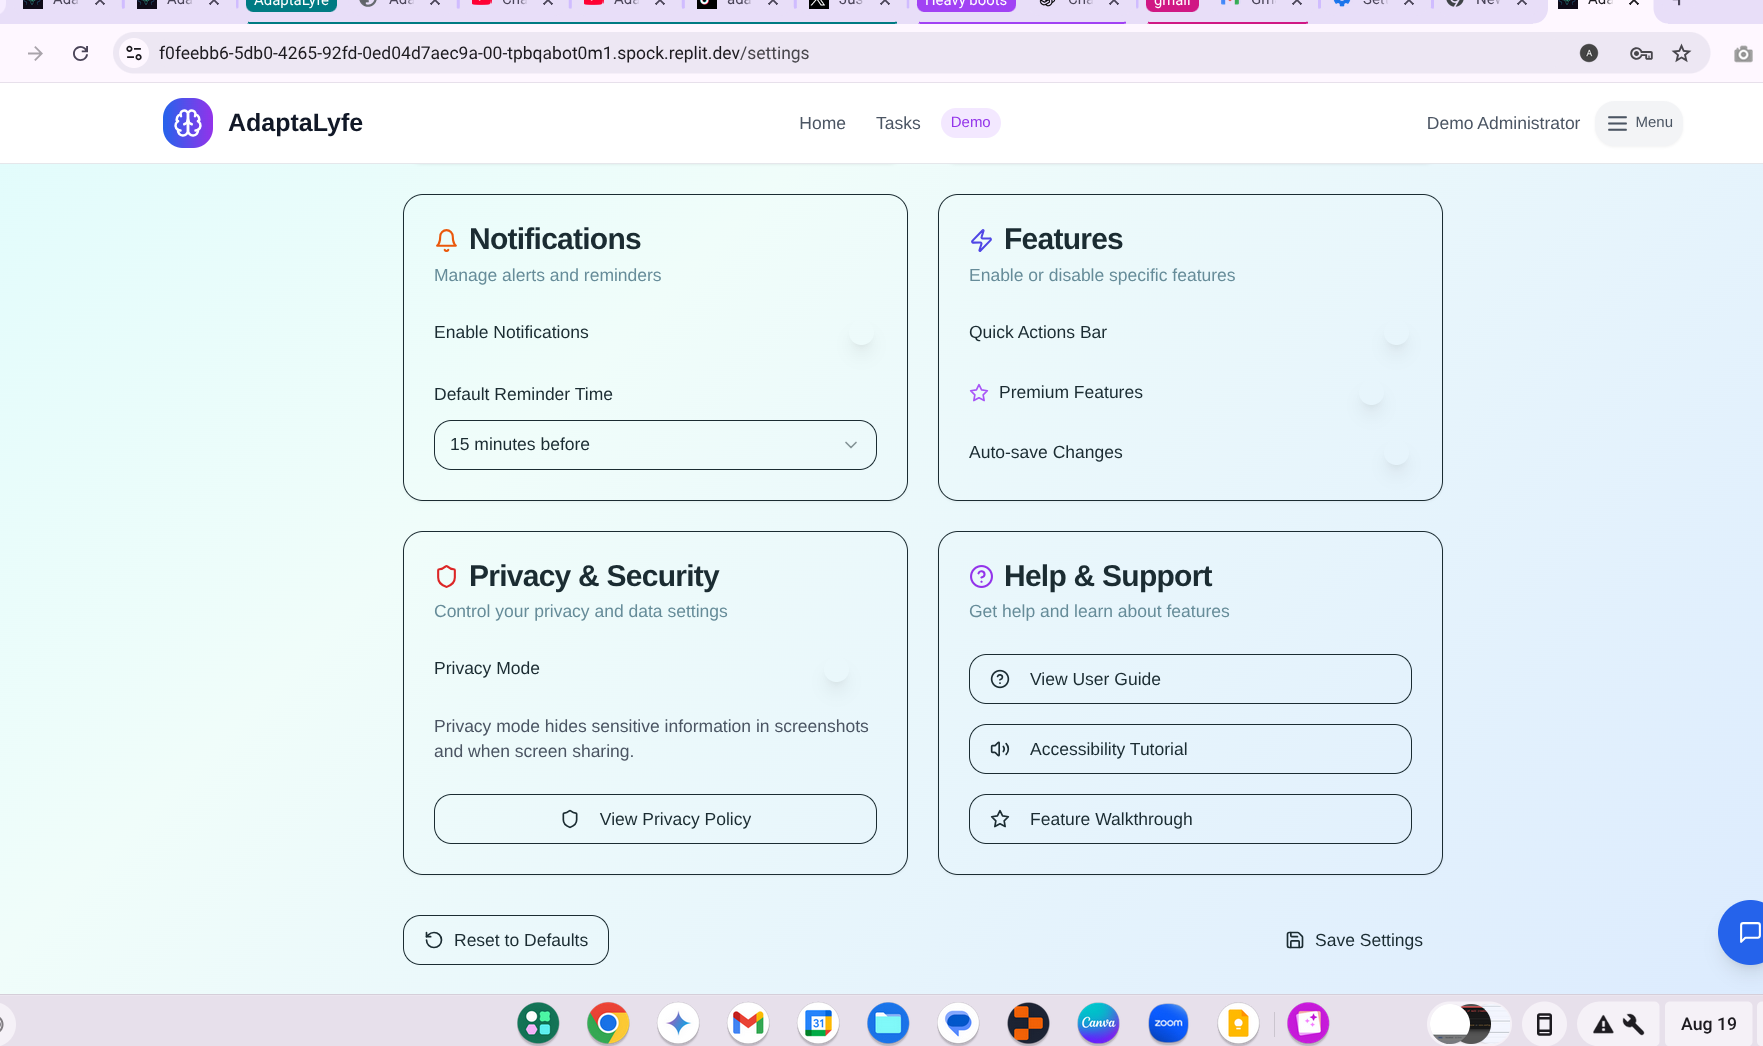 AdaptaLyfe
Heavy boots
gmail
f0feebb6-5db0-4265-92fd-0ed04d7aec9a-00-tpbqabot0m1.spock.replit.dev/settings
A
AdaptaLyfe
Home
Tasks
Demo
Demo Administrator
Menu
Notifications
Manage alerts and reminders
Enable Notifications
Default Reminder Time
15 minutes before
Features
Enable or disable specific features
Quick Actions Bar
Premium Features
Auto-save Changes
Privacy & Security
Control your privacy and data settings
Privacy Mode
Privacy mode hides sensitive information in screenshots
and when screen sharing.
View Privacy Policy
Help & Support
Get help and learn about features
View User Guide
Accessibility Tutorial
Feature Walkthrough
Reset to Defaults
Save Settings
31
Canva
zoom
Aug 19